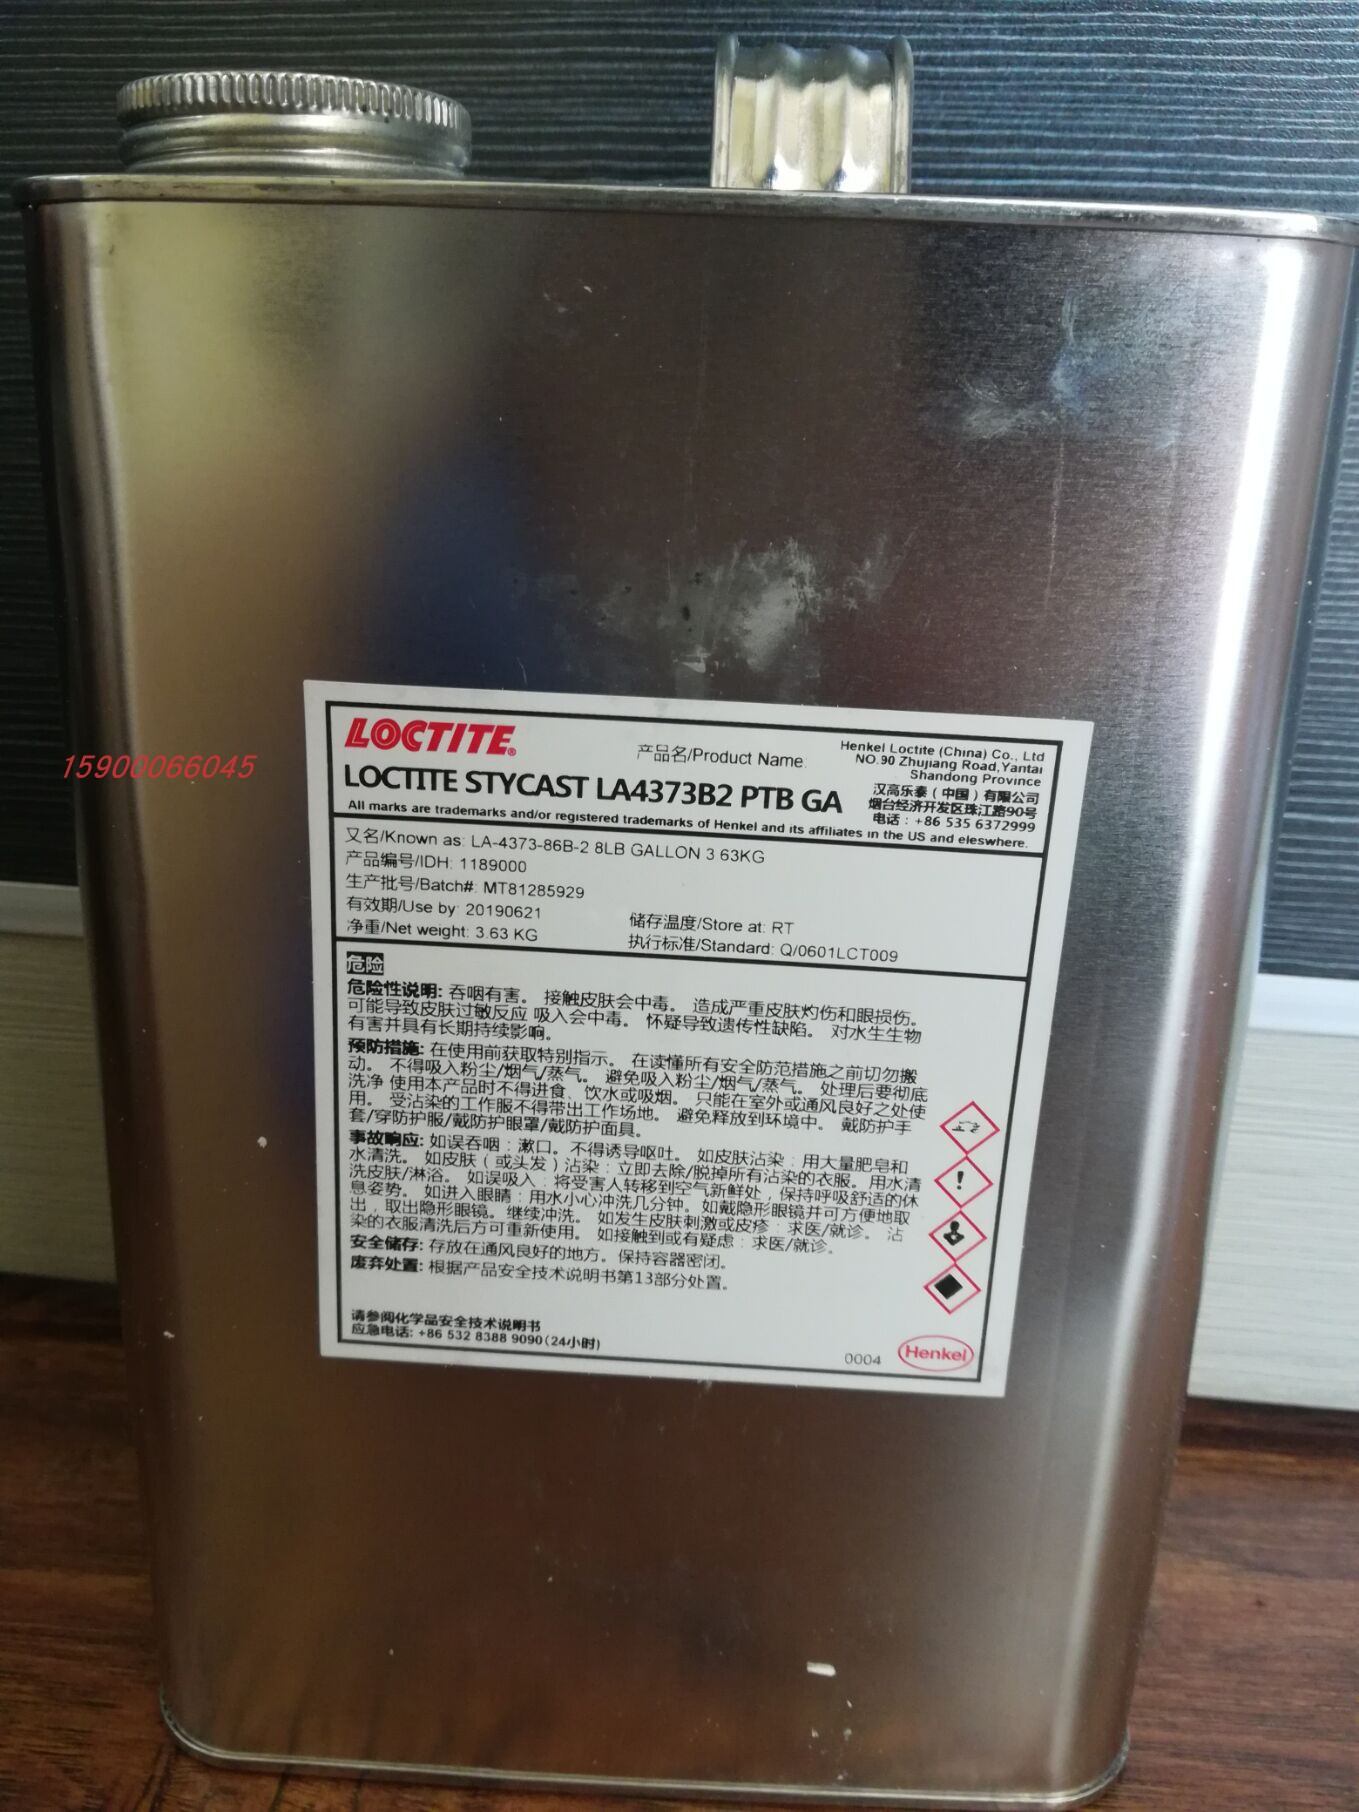 LOCTITE®
产品名/Product Name:
Henkel Loctite (China) Co., Ltd
NO.90 Zhujiang Road,Yantai
Shandong Province
汉高乐泰（中国）有限公司
烟台经济开发区珠江路90号
电话：+86 535 6372999
LOCTITE STYCAST LA4373B2 PTB GA
All marks are trademarks and/or registered trademarks of Henkel and its affiliates in the US and eleswhere.
又名/Known as: LA-4373-86B-2 8LB GALLON 3 63KG
产品编号/IDH: 1189000
生产批号/Batch#: MT81285929
有效期/Use by: 20190621
储存温度/Store at: RT
净重/Net weight: 3.63 KG
执行标准/Standard: Q/0601LCT009
危险
危险性说明: 吞咽有害。 接触皮肤会中毒。 造成严重皮肤灼伤和眼损伤。
可能导致皮肤过敏反应 吸入会中毒。 怀疑导致遗传性缺陷。 对水生生物
有害并具有长期持续影响。
预防措施: 在使用前获取特别指示。 在读懂所有安全防范措施之前切勿搬
动。 不得吸入粉尘/烟气/蒸气。 避免吸入粉尘/烟气/蒸气。 处理后要彻底
洗净 使用本产品时不得进食、饮水或吸烟。 只能在室外或通风良好之处使
用。 受沾染的工作服不得带出工作场地。 避免释放到环境中。 戴防护手
套/穿防护服/戴防护眼罩/戴防护面具。
事故响应: 如误吞咽：漱口。不得诱导呕吐。 如皮肤沾染：用大量肥皂和
水清洗。 如皮肤（或头发）沾染：立即去除/脱掉所有沾染的衣服。用水清
洗皮肤/淋浴。 如误吸入：将受害人转移到空气新鲜处，保持呼吸舒适的休
息姿势。 如进入眼睛：用水小心冲洗几分钟。如戴隐形眼镜并可方便地取
出，取出隐形眼镜。继续冲洗。 如发生皮肤刺激或皮疹：求医/就诊。 沾
染的衣服清洗后方可重新使用。 如接触到或有疑虑：求医/就诊。
安全储存: 存放在通风良好的地方。保持容器密闭。
废弃处置: 根据产品安全技术说明书第13部分处置。
请参阅化学品安全技术说明书
应急电话: +86 532 8388 9090(24小时)
0004
Henkel
15900066045